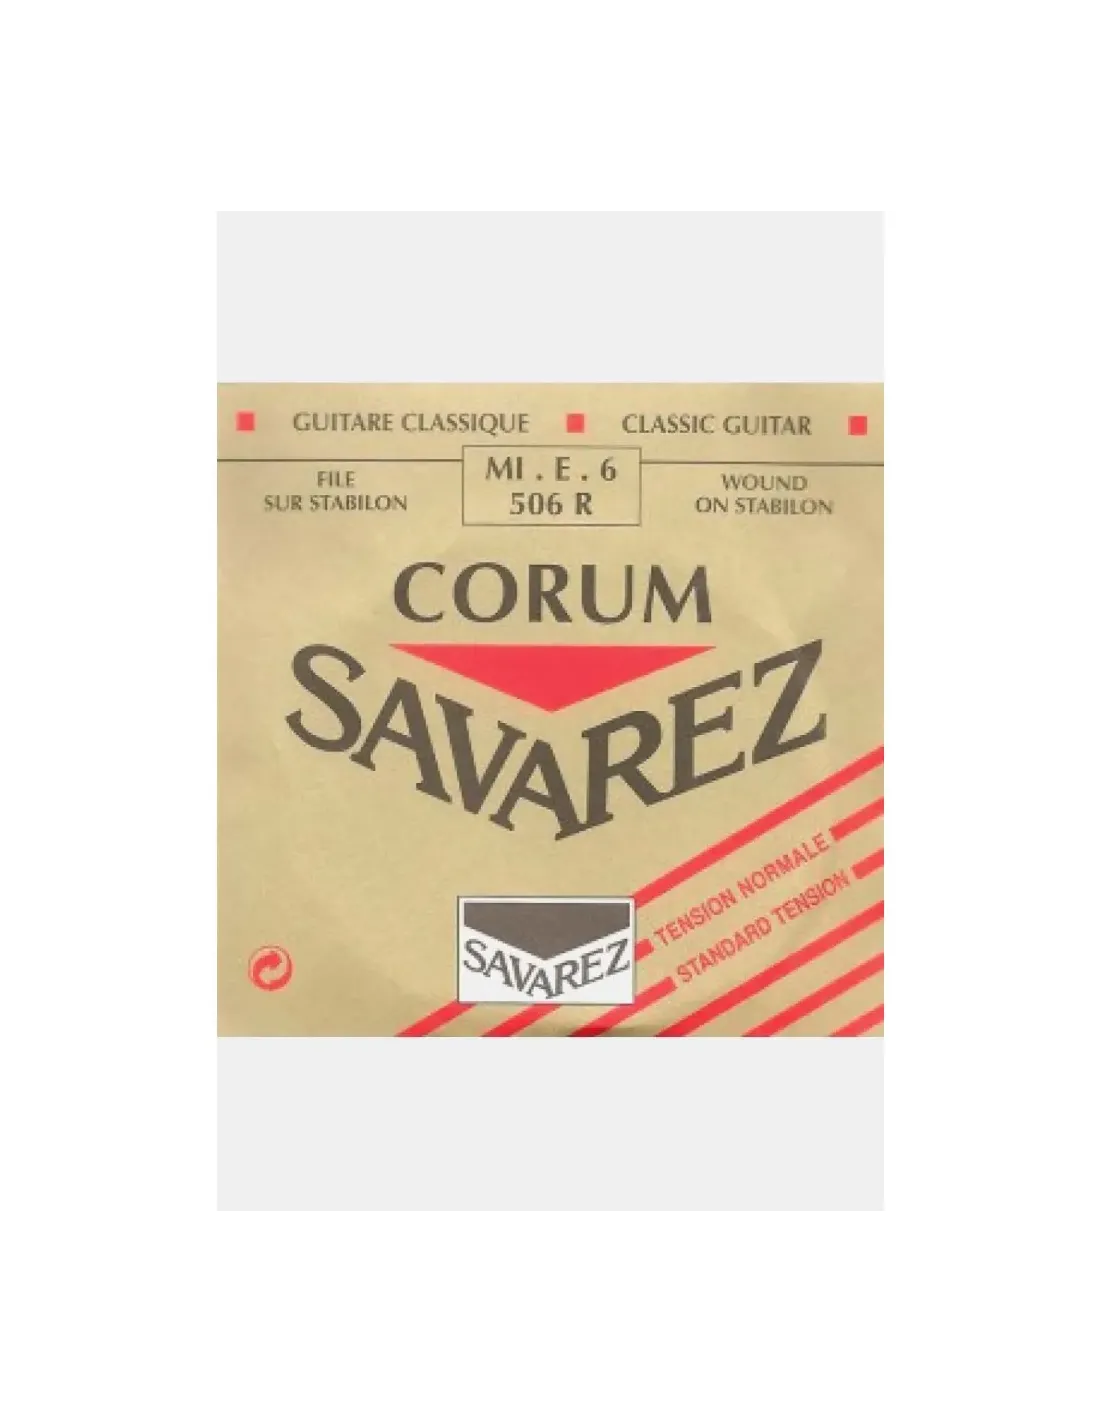 GUITARE CLASSIQUE CLASSIC GUITAR
MI . E . 6
506 R
FILE
SUR STABILON
WOUND
ON STABILON
CORUM
SAVAREZ
TENSION NORMALE
STANDARD TENSION
SAVAREZ